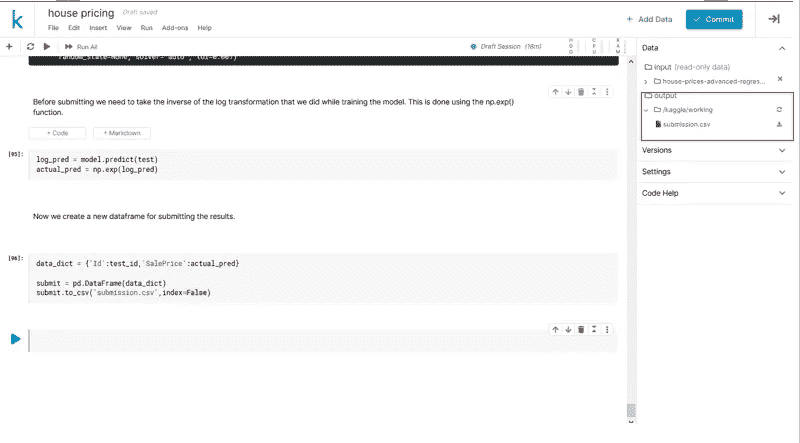 k
house pricing Draft saved
File Edit Insert View Run Add-ons Help
+ Add Data
Commit
Run All
Draft Session (18m)
random_state=None, solver='auto', tol=0.001)
Before submitting we need to take the inverse of the log transformation that we did while training the model. This is done using the np.exp()
function.
+ Code + Markdown
[95]:
log_pred = model.predict(test)
actual_pred = np.exp(log_pred)
Now we create a new dataframe for submitting the results.
[96]:
data_dict = {'Id':test_id,'SalePrice':actual_pred}
submit = pd.DataFrame(data_dict)
submit.to_csv('submission.csv',index=False)
Data
input (read-only data)
house-prices-advanced-regres...
output
/kaggle/working
submission.csv
Versions
Settings
Code Help